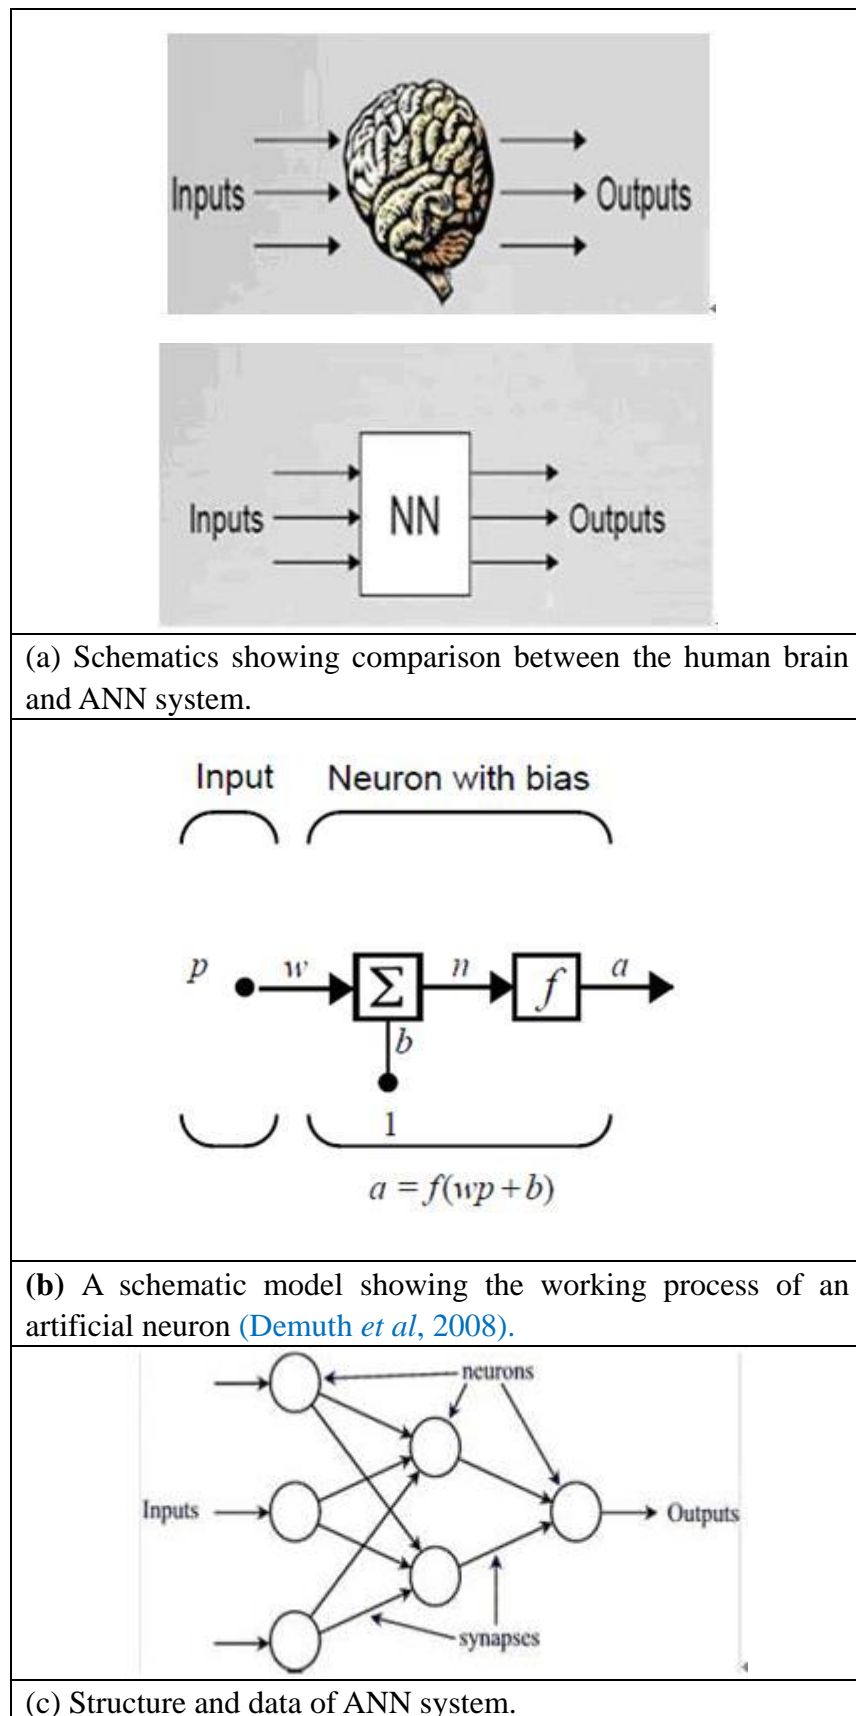 Inputs
Outputs
Inputs
NN
Outputs
(a) Schematics showing comparison between the human brain
and ANN system.
Input Neuron with bias
p w Σ n f a
b
1
a = f(wp + b)
(b) A schematic model showing the working process of an
artificial neuron (Demuth et al, 2008).
neurons
Inputs
Outputs
synapses
(c) Structure and data of ANN system.